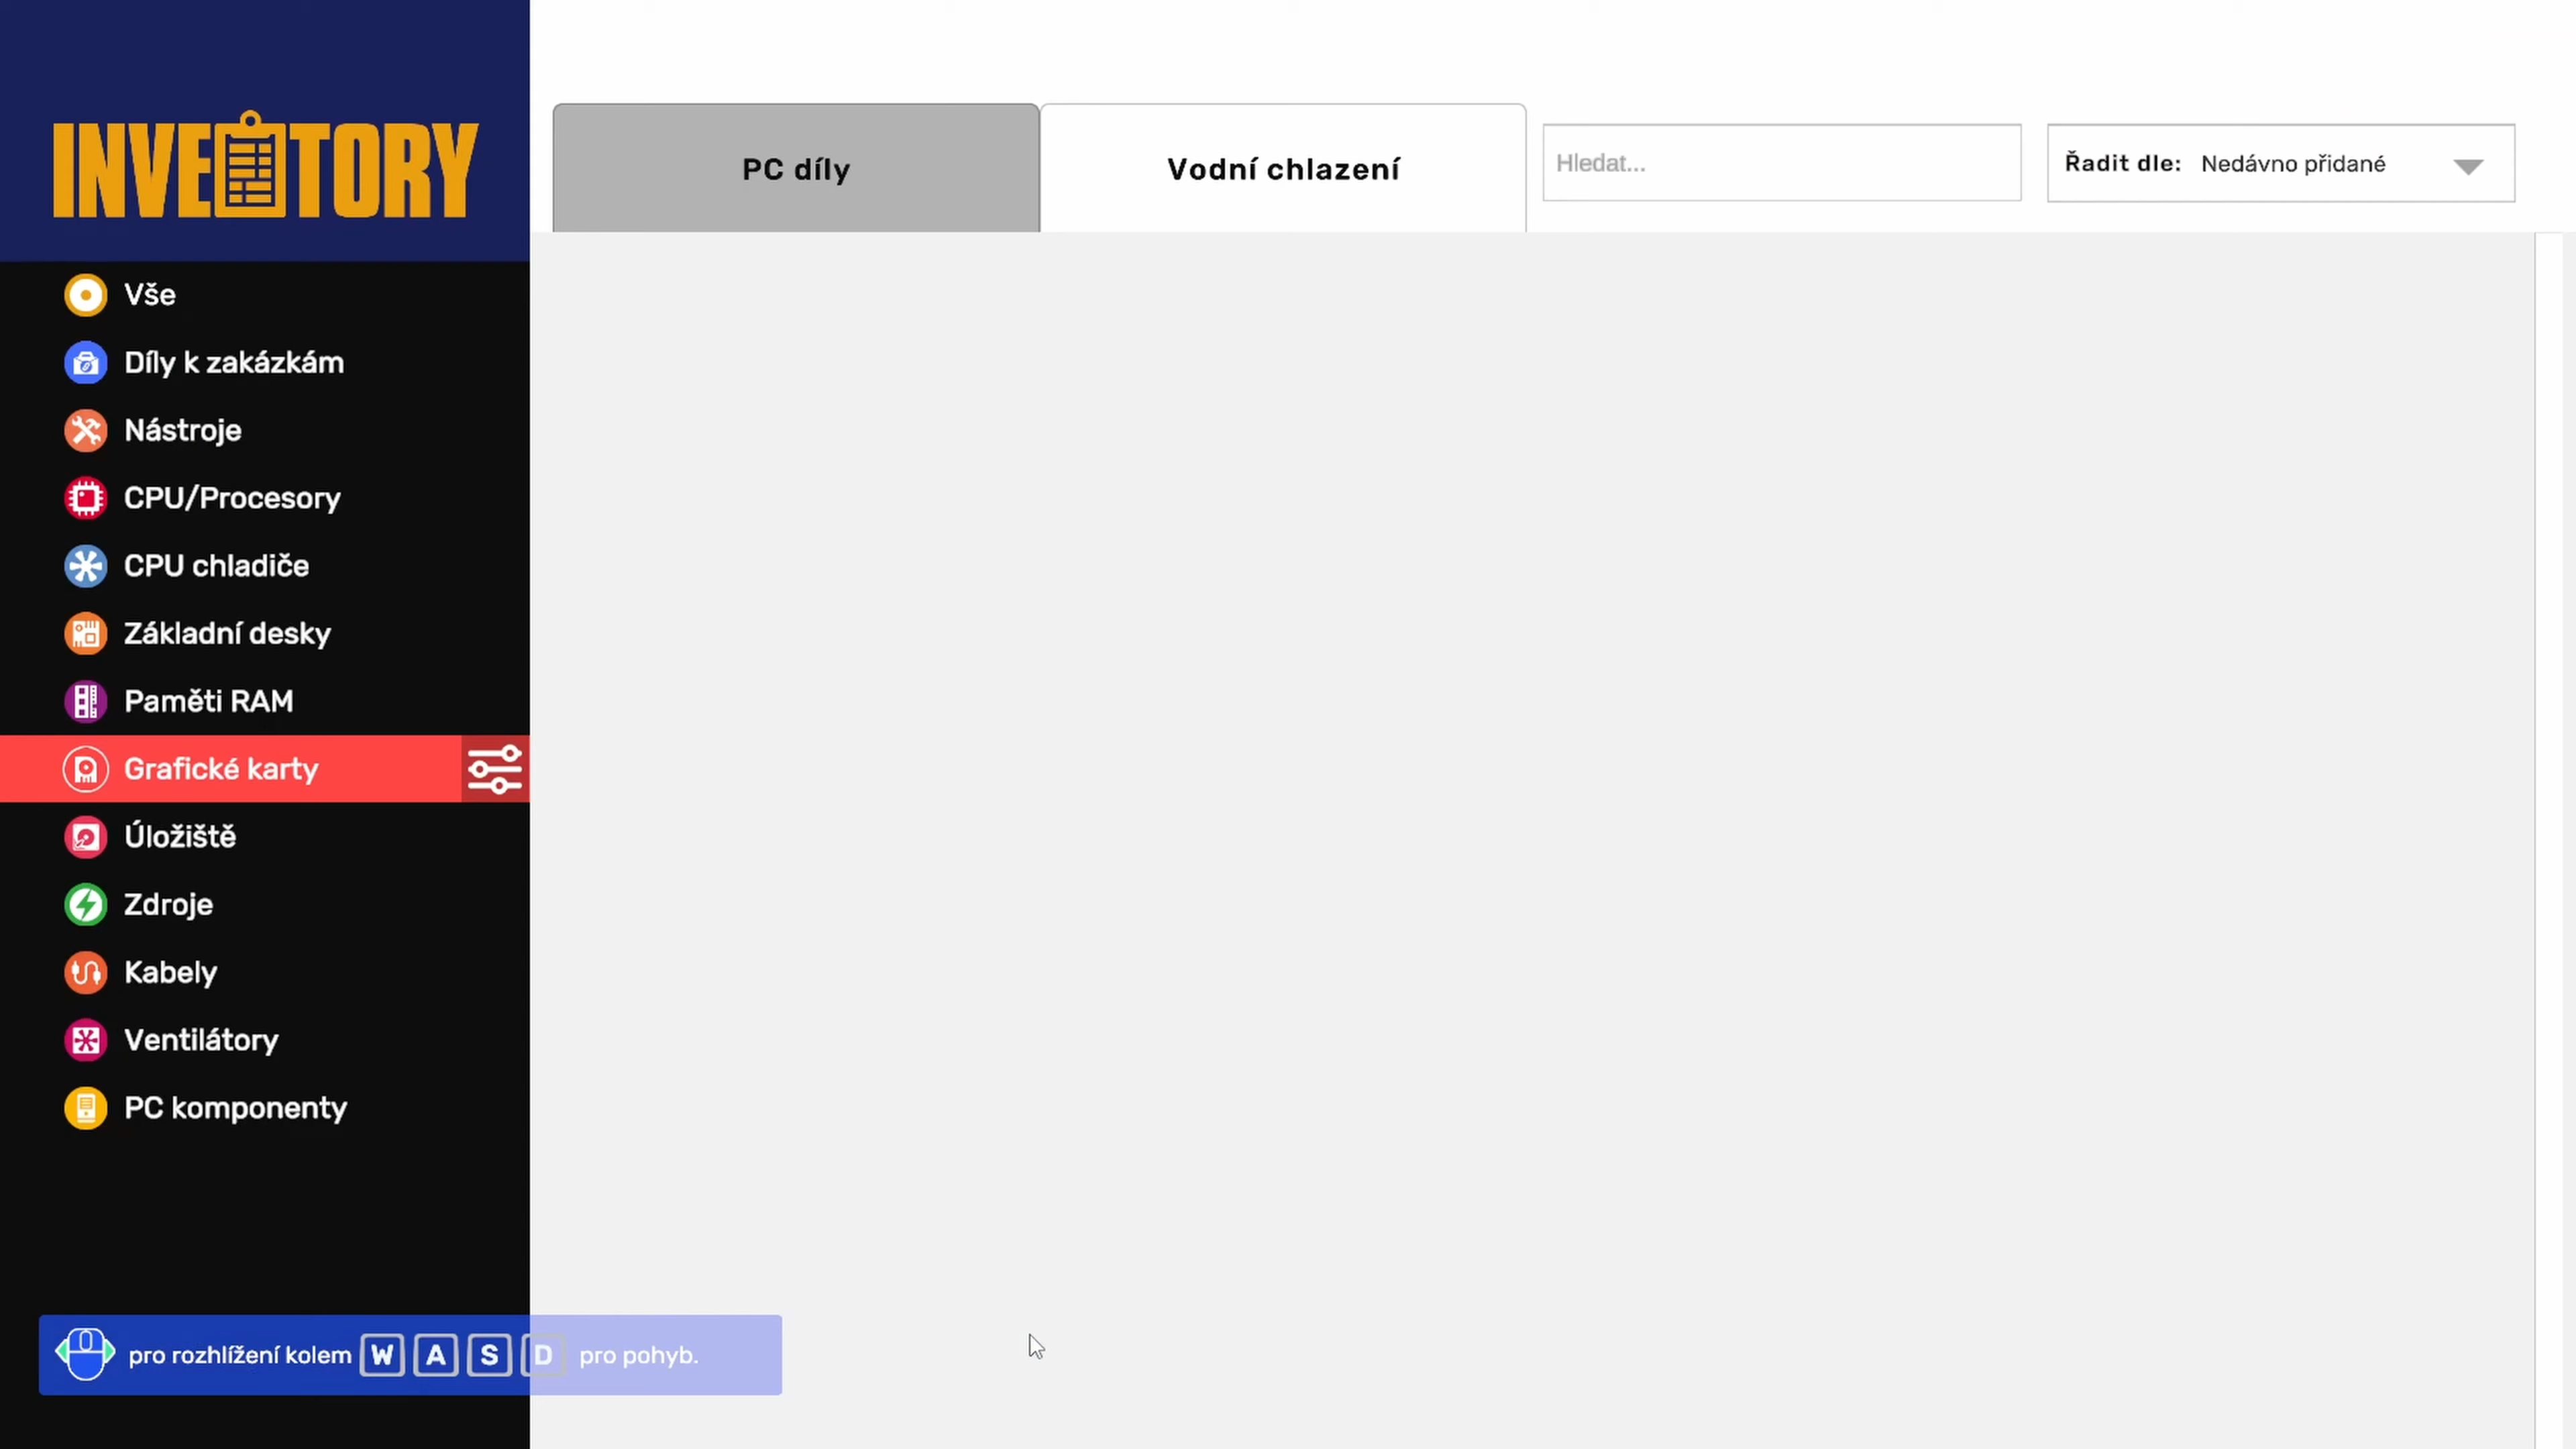 INVENTORY
PC díly
Vodní chlazení
Hledat...
Řadit dle: Nedávno přidané
Vše
Díly k zakázkám
Nástroje
CPU/Procesory
CPU chladiče
Základní desky
Paměti RAM
Grafické karty
Úložiště
Zdroje
Kabely
Ventilátory
PC komponenty
pro rozhlížení kolem W A S D pro pohyb.